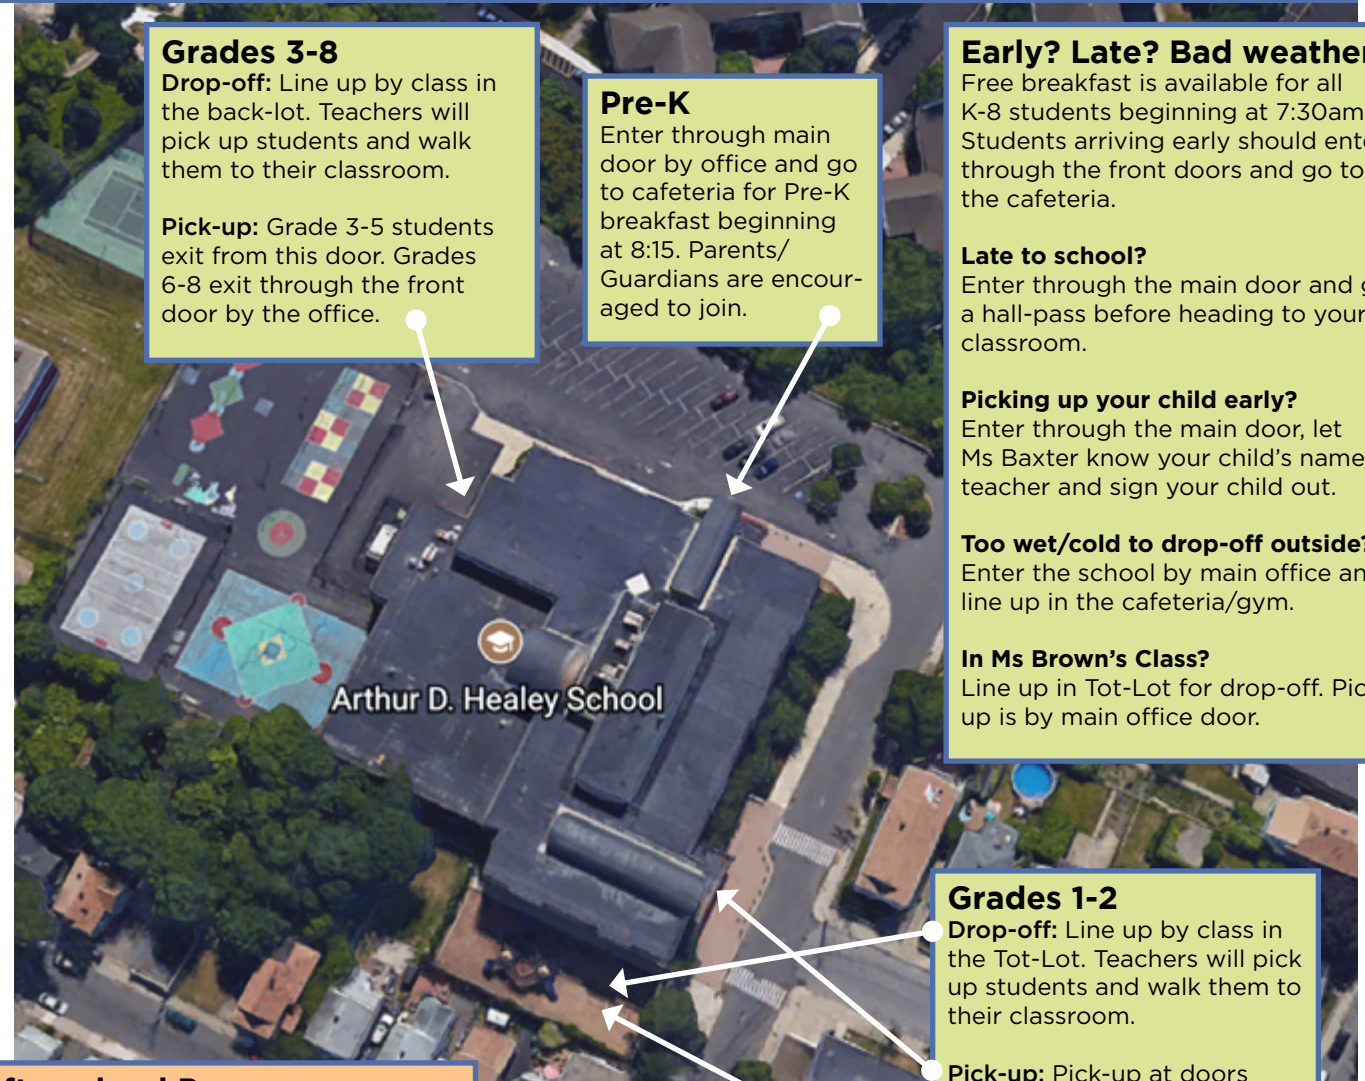 Grades 3-8
Drop-off: Line up by class in
the back-lot. Teachers will
pick up students and walk
them to their classroom.
Pick-up: Grade 3-5 students
exit from this door. Grades
6-8 exit through the front
door by the office.
Pre-K
Enter through main
door by office and go
to cafeteria for Pre-K
breakfast beginning
at 8:15. Parents/
Guardians are encour-
aged to join.
Early? Late? Bad weather
Free breakfast is available for all
K-8 students beginning at 7:30am
Students arriving early should
through the front doors and go to
the cafeteria.
Late to school?
Enter through the main door and
a hall-pass before heading to your
classroom.
Picking up your child early?
Enter through the main door, let
Ms Baxter know your child's name,
teacher and sign your child out.
Too wet/cold to drop-off outside?
Enter the school by main office
line up in the cafeteria/gym.
In Ms Brown's Class?
Line up in Tot-Lot for drop-off.
up is by main office door.
Arthur D. Healey School
Grades 1-2
Drop-off: Line up by class in
the Tot-Lot. Teachers will pick
up students and walk them to
their classroom.
Pick-up: Pick-up at doors